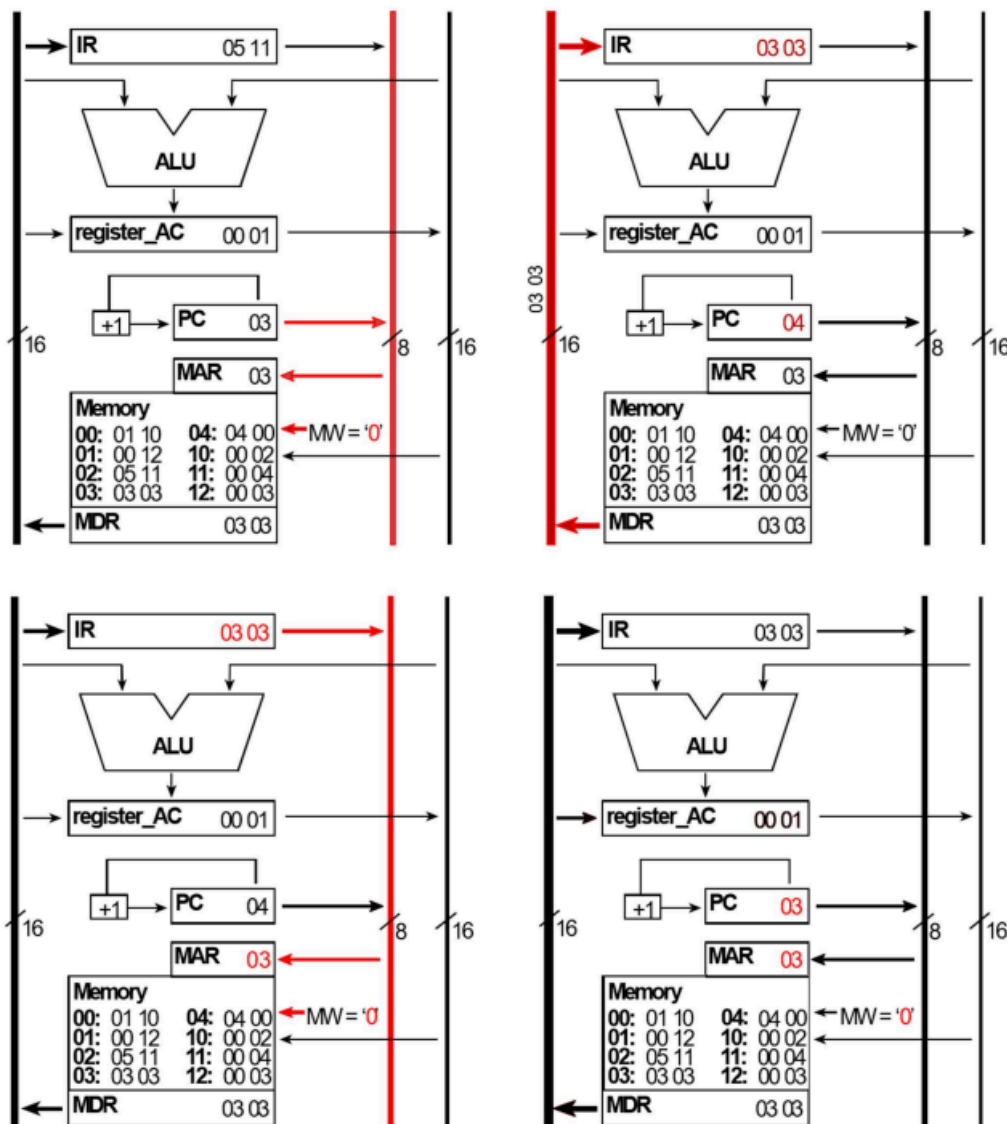 IR 05 11
ALU
register_AC 00 01
+1 PC 03
16 8 16
MAR 03
Memory
00: 01 10 04: 04 00 MW = '0'
01: 00 12 10: 00 02
02: 05 11 11: 00 04
03: 03 03 12: 00 03
MDR 03 03
IR 03 03
ALU
register_AC 00 01
03 03
+1 PC 04
16 8 16
MAR 03
Memory
00: 01 10 04: 04 00 MW = '0'
01: 00 12 10: 00 02
02: 05 11 11: 00 04
03: 03 03 12: 00 03
MDR 03 03
IR 03 03
ALU
register_AC 00 01
+1 PC 04
16 8 16
MAR 03
Memory
00: 01 10 04: 04 00 MW = '0'
01: 00 12 10: 00 02
02: 05 11 11: 00 04
03: 03 03 12: 00 03
MDR 03 03
IR 03 03
ALU
register_AC 00 01
+1 PC 03
16 8 16
MAR 03
Memory
00: 01 10 04: 04 00 MW = '0'
01: 00 12 10: 00 02
02: 05 11 11: 00 04
03: 03 03 12: 00 03
MDR 03 03